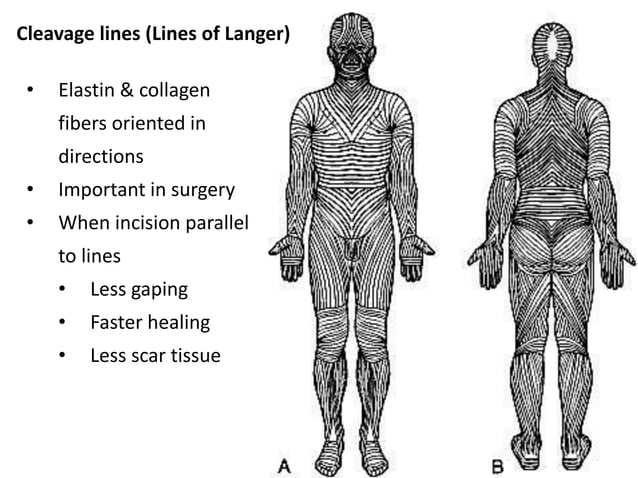 Cleavage lines (Lines of Langer)
• Elastin & collagen
fibers oriented in
directions
• Important in surgery
• When incision parallel
to lines
• Less gaping
• Faster healing
• Less scar tissue
A
B